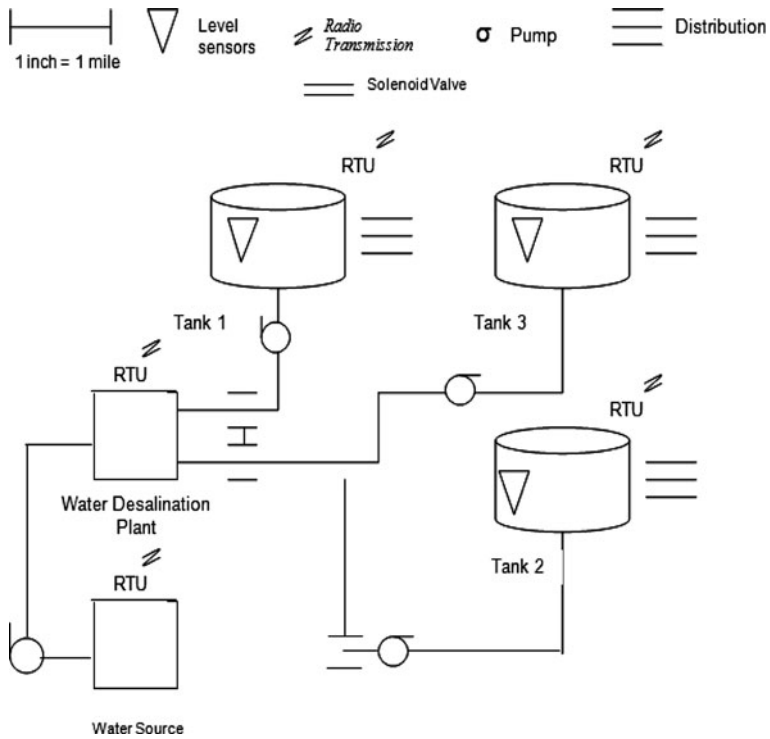 1 inch = 1 mile
Level
sensors
Radio
Transmission
σ Pump
Distribution
Solenoid Valve
RTU
RTU
Tank 1
Tank 3
RTU
RTU
Water Desalination
Plant
Tank 2
RTU
Water Source